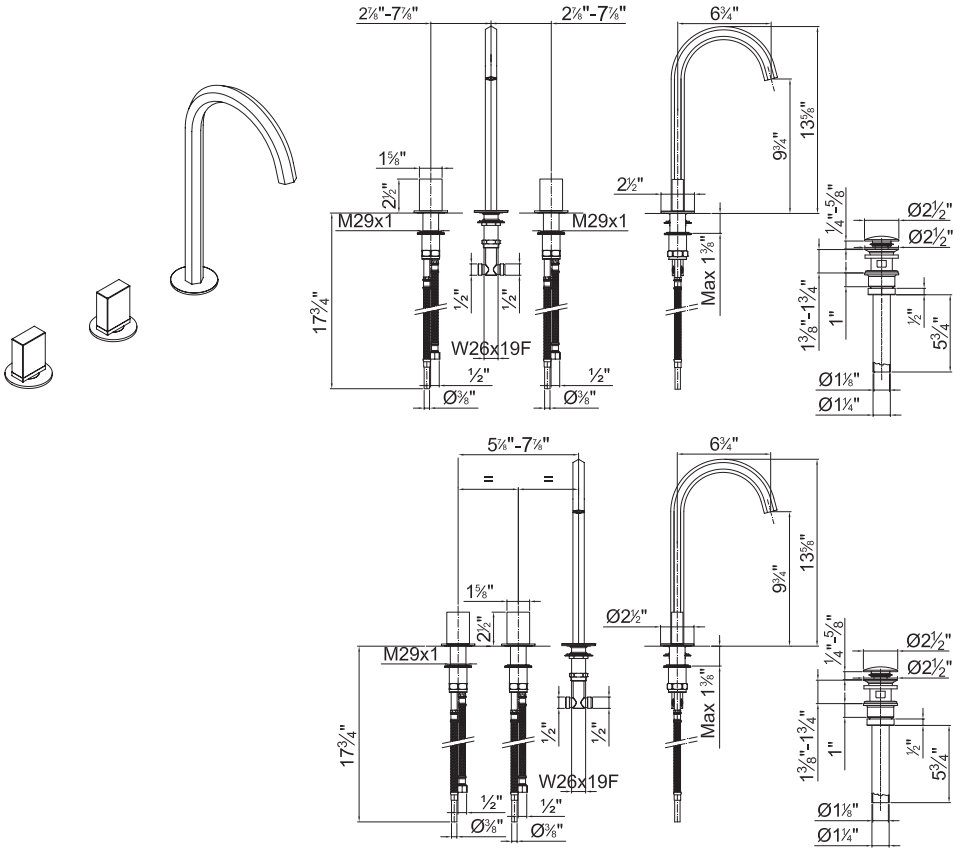 2⅞"-7⅞"
2⅞"-7⅞"
6¾"
13⅝"
9¾"
1⅝"
2½"
2½"
M29x1
M29x1
Max 1⅜"
17¾"
½"
½"
W26x19F
½"
½"
Ø⅜"
Ø⅜"
¼"-⅝"
Ø2½"
Ø2½"
1⅜"-1¾"
1"
½"
5¾"
Ø1⅛"
Ø1¼"
5⅞"-7⅞"
=
=
6¾"
13⅝"
9¾"
1⅝"
2½"
Ø2½"
M29x1
Max 1⅜"
17¾"
½"
½"
W26x19F
½"
½"
Ø⅜"
Ø⅜"
¼"-⅝"
Ø2½"
Ø2½"
1⅜"-1¾"
1"
½"
5¾"
Ø1⅛"
Ø1¼"